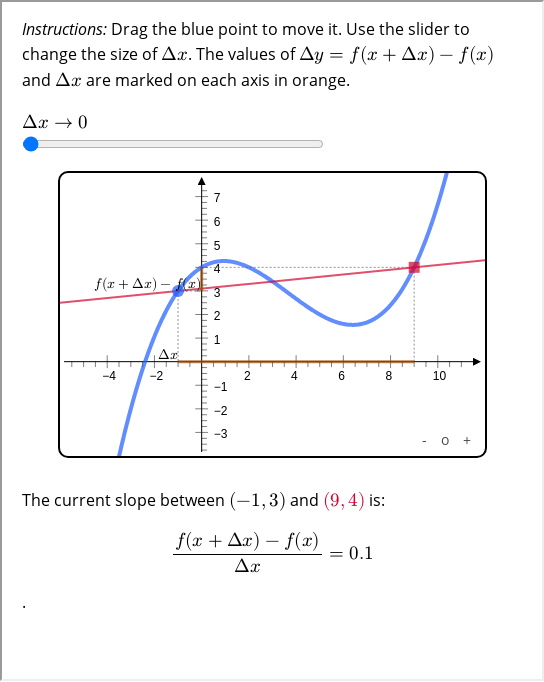 Instructions: Drag the blue point to move it. Use the slider to
change the size of Δx. The values of Δy = f(x + Δx) − f(x)
and Δx are marked on each axis in orange.
Δx → 0
7
6
5
4
f(x + Δx) − f(x)
3
2
1
Δx
−4 −2 2 4 6 8 10
−1
−2
−3
- o +
The current slope between (−1, 3) and (9, 4) is:
f(x + Δx) − f(x)
= 0.1
Δx
.